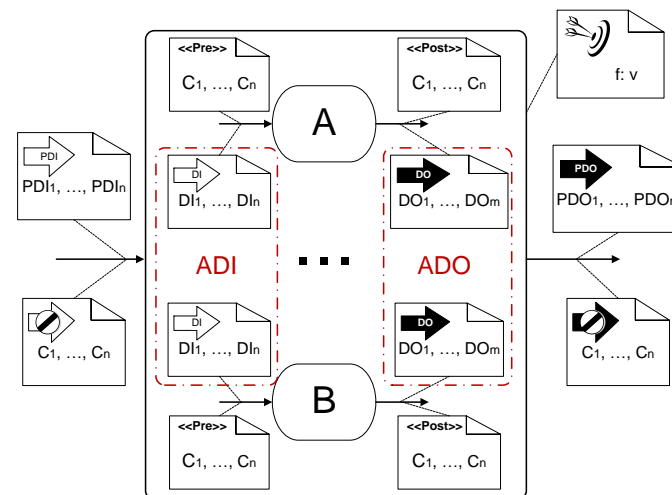 <<Pre>>
C1, ..., Cn
<<Post>>
C1, ..., Cn
f: v
A
PDI
PDI1, ..., PDIn
DI
DI1, ..., DIn
DO
DO1, ..., DOm
PDO
PDO1, ..., PDOn
ADI
...
ADO
C1, ..., Cn
DI
DI1, ..., DIn
DO
DO1, ..., DOm
C1, ..., Cn
B
<<Pre>>
C1, ..., Cn
<<Post>>
C1, ..., Cn